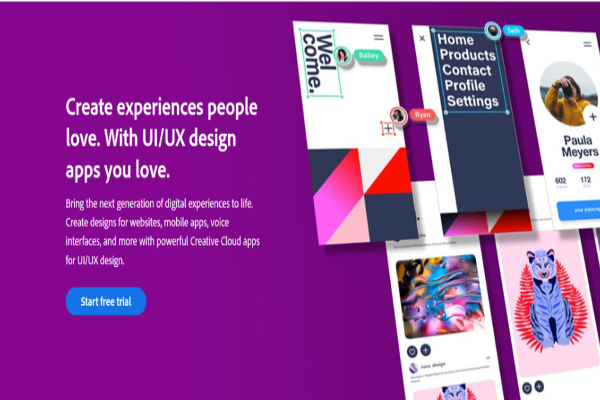 Create experiences people
love. With UI/UX design
apps you love.
Bring the next generation of digital experiences to life.
Create designs for websites, mobile apps, voice
interfaces, and more with powerful Creative Cloud apps
for UI/UX design.
Start free trial
Wel
come.
Bailey
Ryan
Seth
Home
Products
Contact
Profile
Settings
Paula
Meyers
602
172